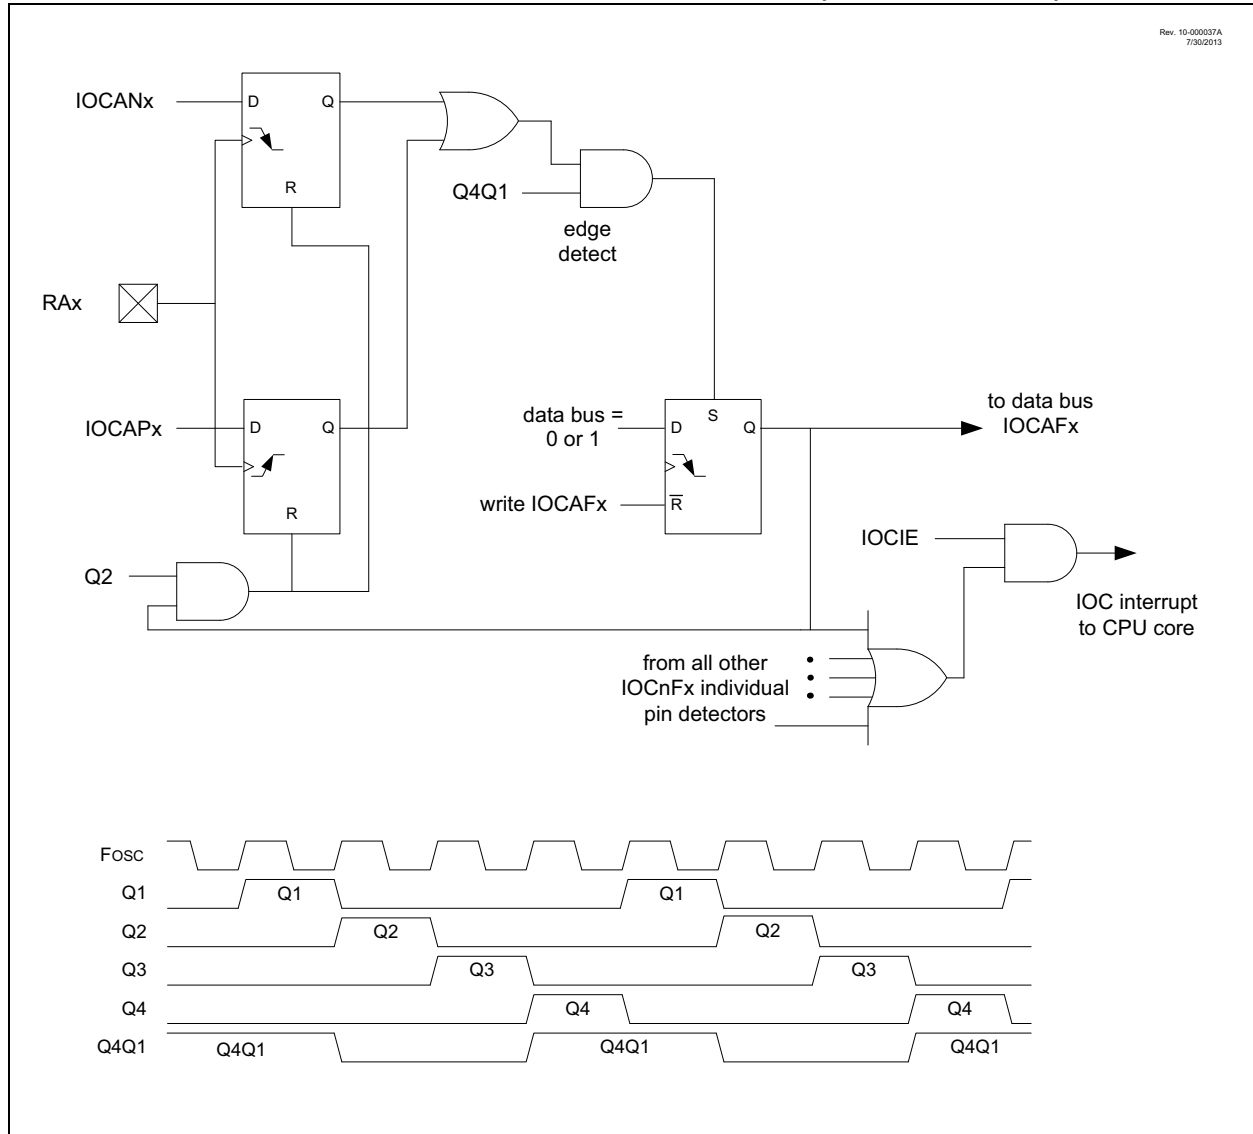 Rev. 10-000037A
7/30/2013
IOCANx
D
Q
R
Q4Q1
edge
detect
RAx
IOCAPx
D
Q
R
data bus =
0 or 1
S
D
Q
to data bus
IOCAFx
write IOCAFx
R
IOCIE
Q2
IOC interrupt
to CPU core
from all other
IOCnFx individual
pin detectors
FOSC
Q1
Q1
Q1
Q2
Q2
Q2
Q3
Q3
Q3
Q4
Q4
Q4
Q4Q1
Q4Q1
Q4Q1
Q4Q1